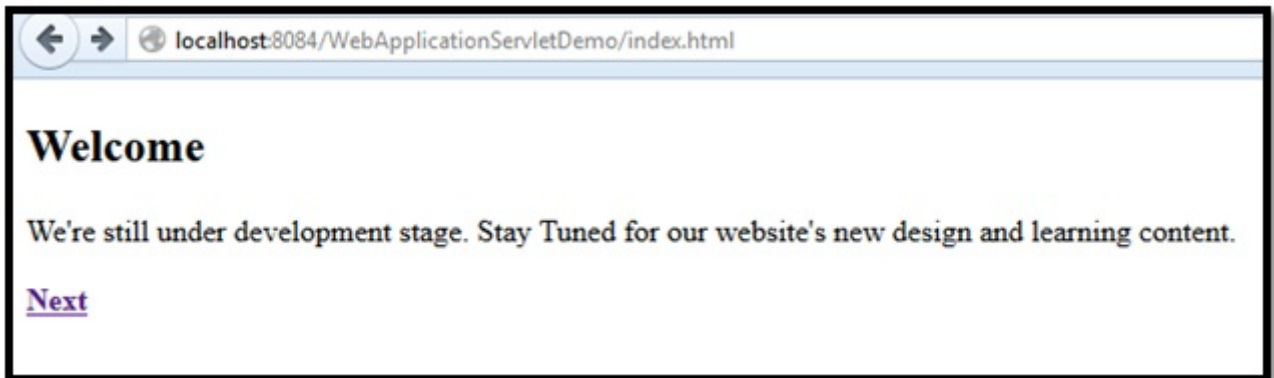 localhost:8084/WebApplicationServletDemo/index.html
Welcome
We're still under development stage. Stay Tuned for our website's new design and learning content.
Next